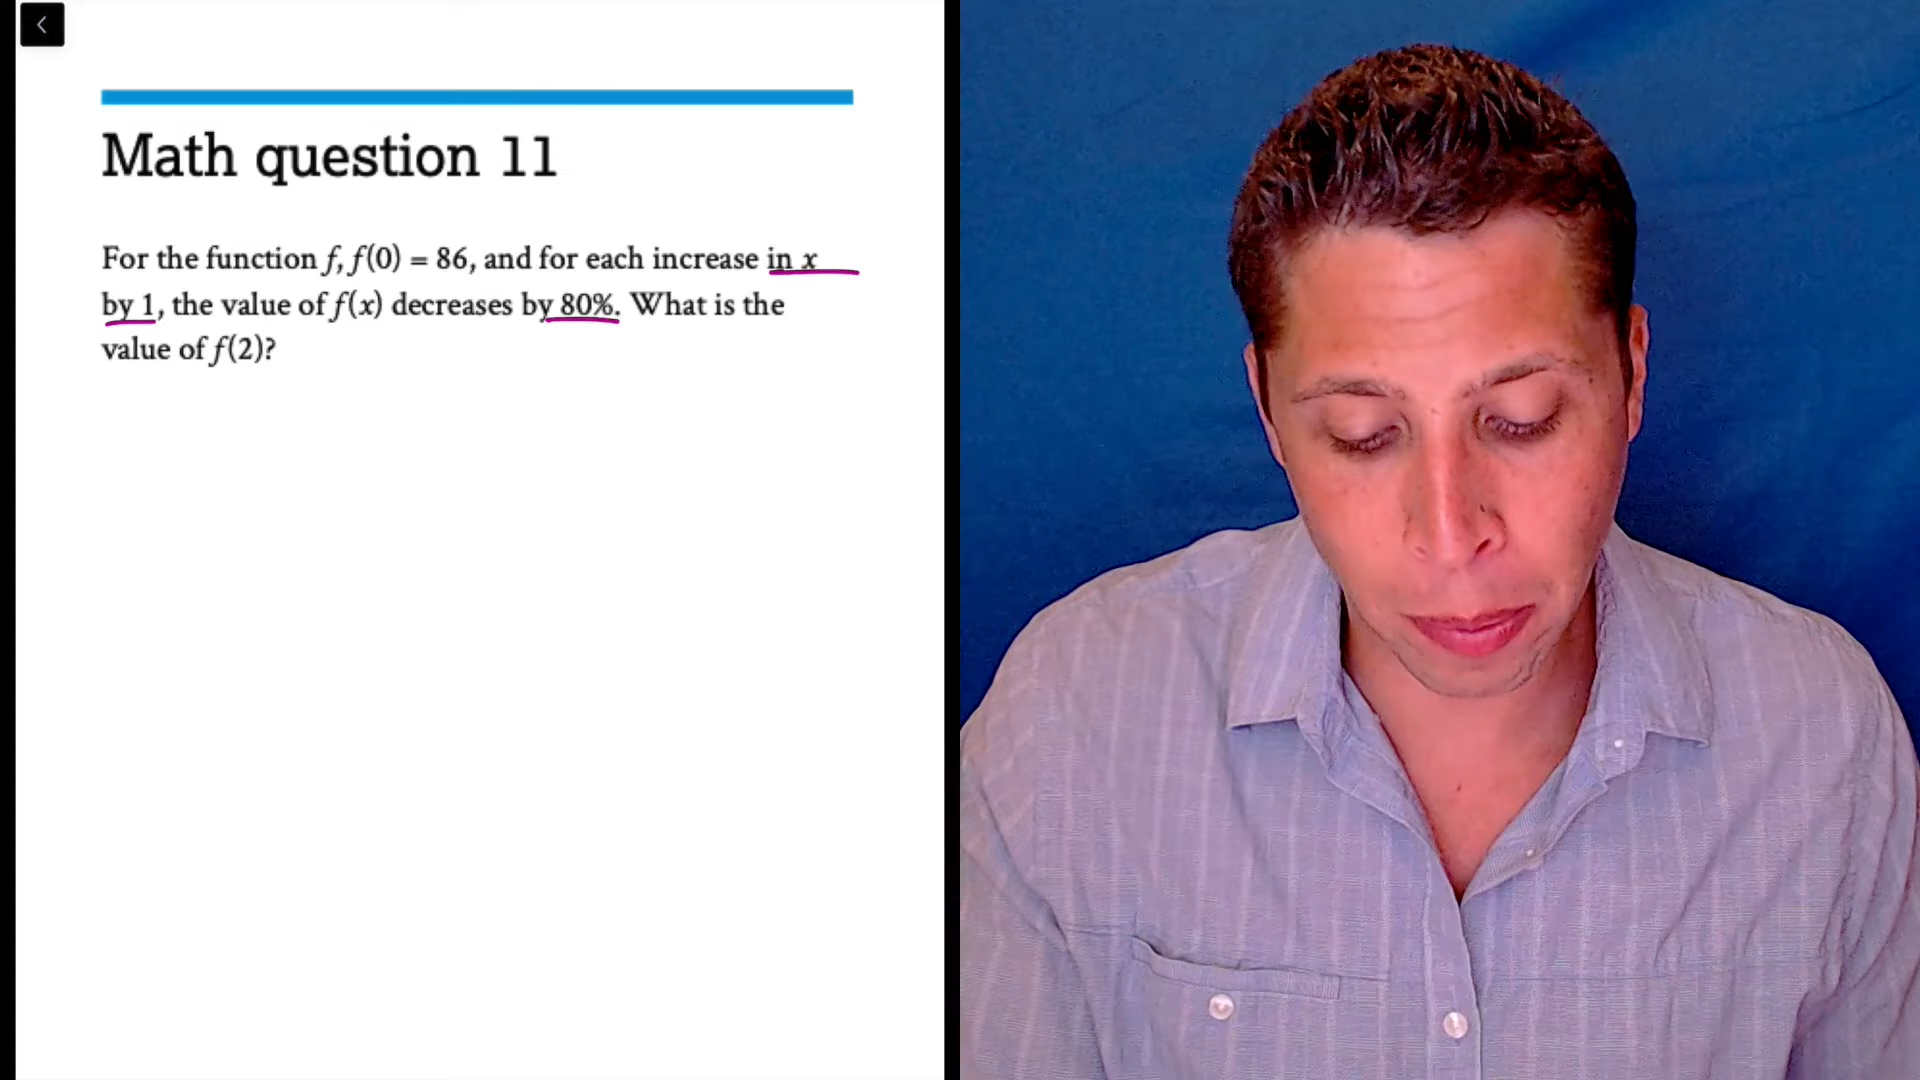 Math question 11
For the function f, f(0) = 86, and for each increase in x
by 1, the value of f(x) decreases by 80%. What is the
value of f(2)?